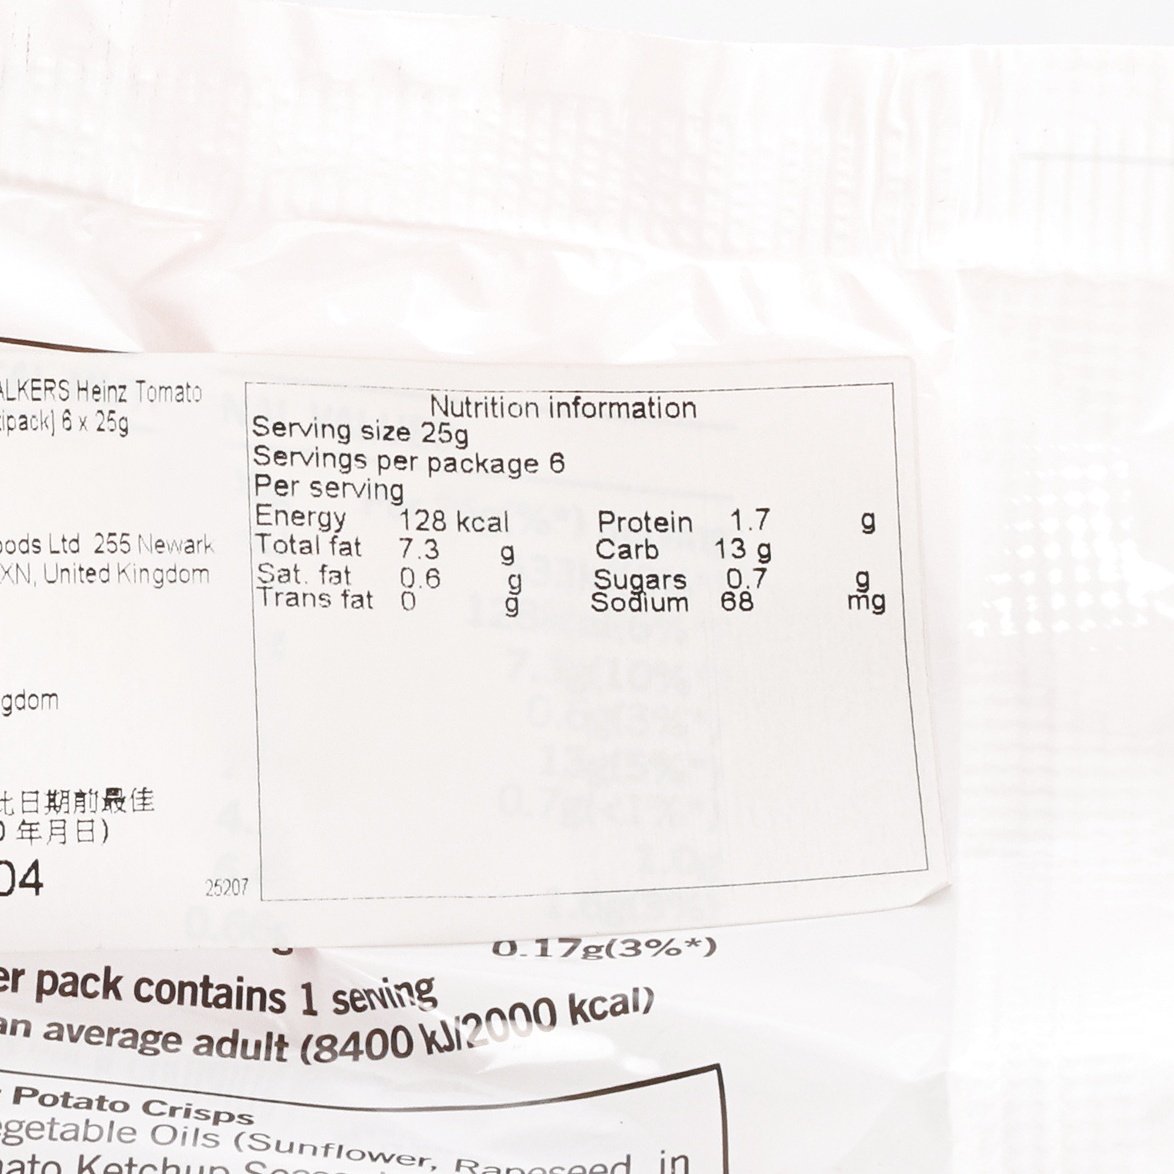 ALKERS Heinz Tomato
ipack] 6 x 25g
oods Ltd 255 Newark
XN, United Kingdom
gdom
比日期前最佳
年月日)
04
25207
Nutrition information
Serving size 25g
Servings per package 6
Per serving
Energy 128 kcal Protein 1.7 g
Total fat 7.3 g Carb 13 g
Sat. fat 0.6 g Sugars 0.7 g
Trans fat 0 g Sodium 68 mg
0.17g(3%*)
er pack contains 1 serving
an average adult (8400 kJ/2000 kcal)
Potato Crisps
egetable Oils (Sunflower, Rapeseed, in
ato Ketchup